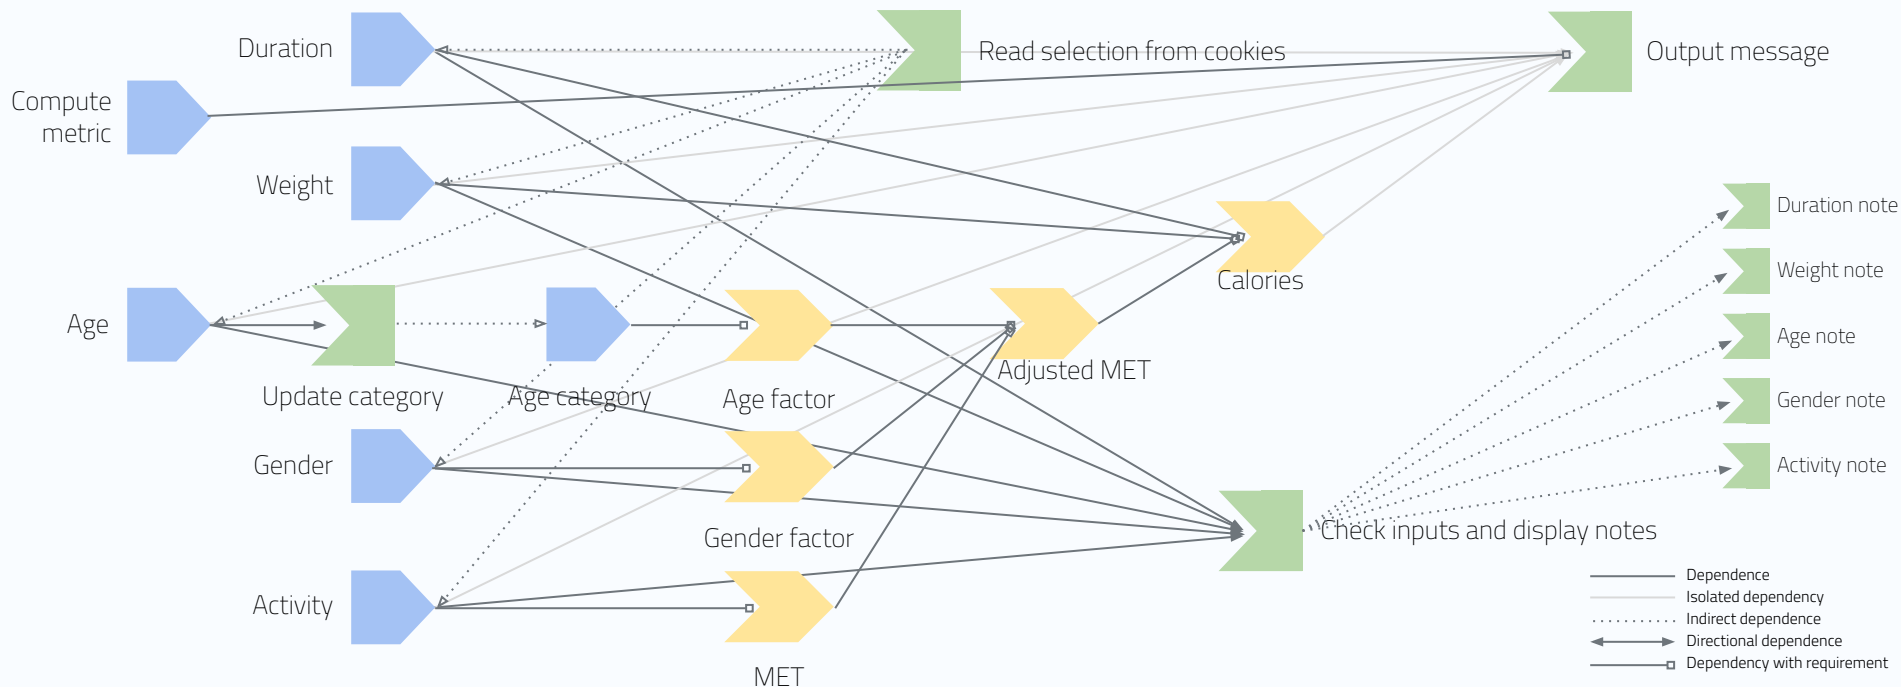 Duration
Read selection from cookies
Output message
Compute
metric
Weight
Duration note
Weight note
Calories
Age
Age note
Adjusted MET
Update category
Age category
Age factor
Gender note
Gender
Activity note
Gender factor
Check inputs and display notes
Activity
MET
Dependence
Isolated dependency
Indirect dependence
Directional dependence
Dependency with requirement